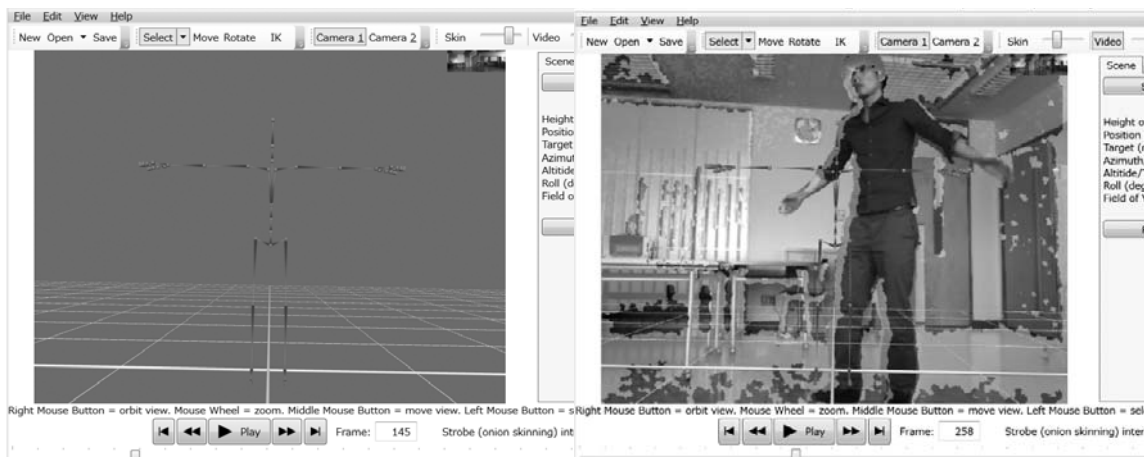 File Edit View Help
New Open Save Select Move Rotate IK Camera 1 Camera 2 Skin Video
Scene
Height
Position
Target
Azimuth
Altitide
Roll (de
Field o
Right Mouse Button = orbit view. Mouse Wheel = zoom. Middle Mouse Button = move view. Left Mouse Button = s
Play Frame: 145 Strobe (onion skinning) inter
File Edit View Help
New Open Save Select Move Rotate IK Camera 1 Camera 2 Skin Video
Scene
Height o
Position
Target (r
Azimuth
Altitide/T
Roll (deg
Field of V
Right Mouse Button = orbit view. Mouse Wheel = zoom. Middle Mouse Button = move view. Left Mouse Button = sel
Play Frame: 258 Strobe (onion skinning) inter